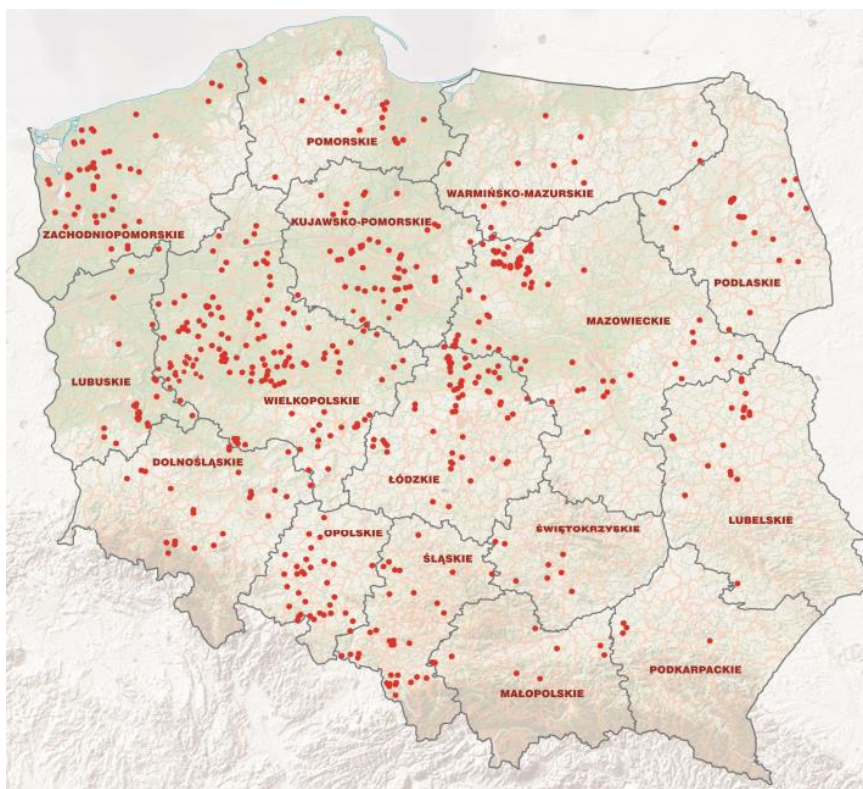 POMORSKIE
WARMIŃSKO-MAZURSKIE
KUJAWSKO-POMORSKIE
ZACHODNIOPOMORSKIE
PODLASKIE
MAZOWIECKIE
LUBUSKIE
WIELKOPOLSKIE
DOLNOŚLĄSKIE
ŁÓDZKIE
LUBELSKIE
ŚWIĘTOKRZYSKIE
OPOLSKIE
ŚLĄSKIE
PODKARPACKIE
MAŁOPOLSKIE